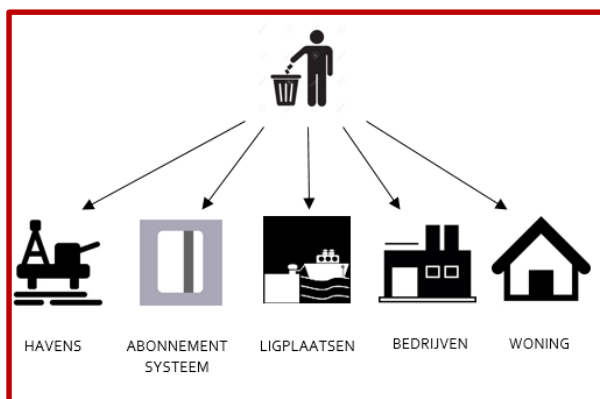 HAVENS
ABONNEMENT
SYSTEEM
LIGPLAATSEN
BEDRIJVEN
WONING